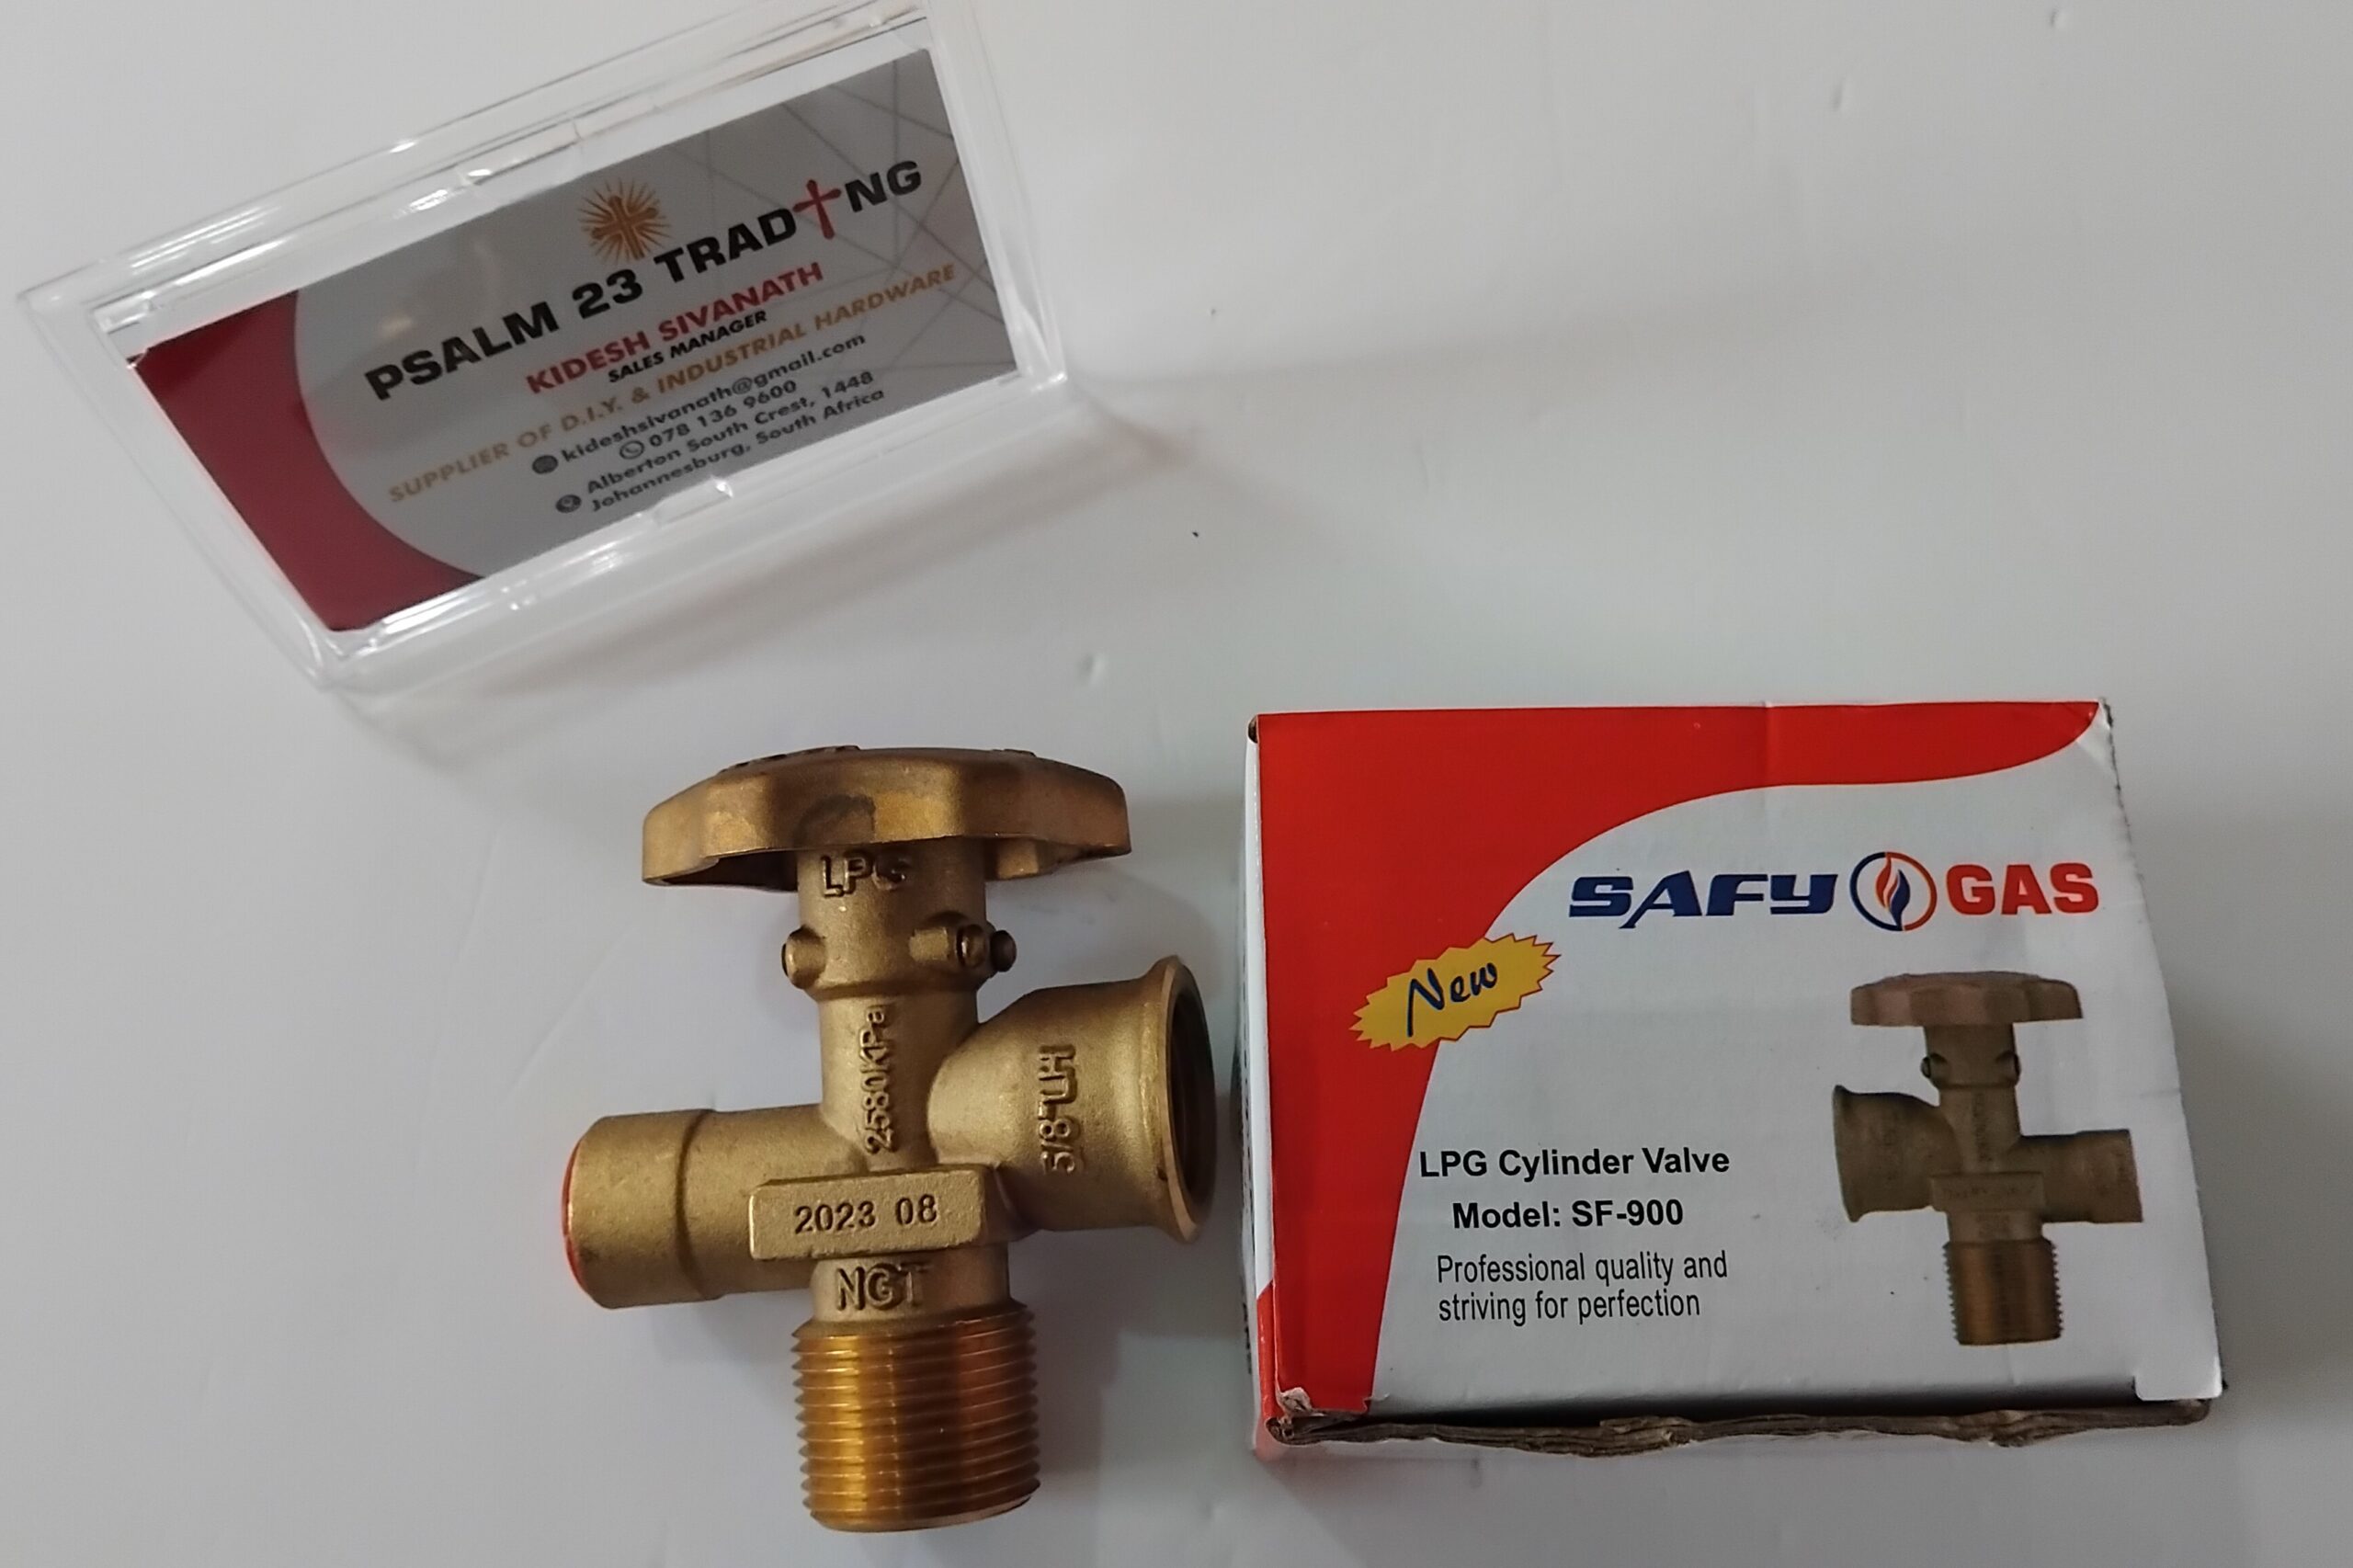 PSALM 23 TRAD✝NG
KIDESH SIVANATH
SALES MANAGER
SUPPLIER OF D.I.Y. & INDUSTRIAL HARDWARE
kideshsivanath@gmail.com
078 136 9600
Alberton South Crest, 1448
Johannesburg, South Africa
LPG
2580KPa
5/8"LH
2023 08
NGT
SAFY GAS
New
LPG Cylinder Valve
Model: SF-900
Professional quality and
striving for perfection